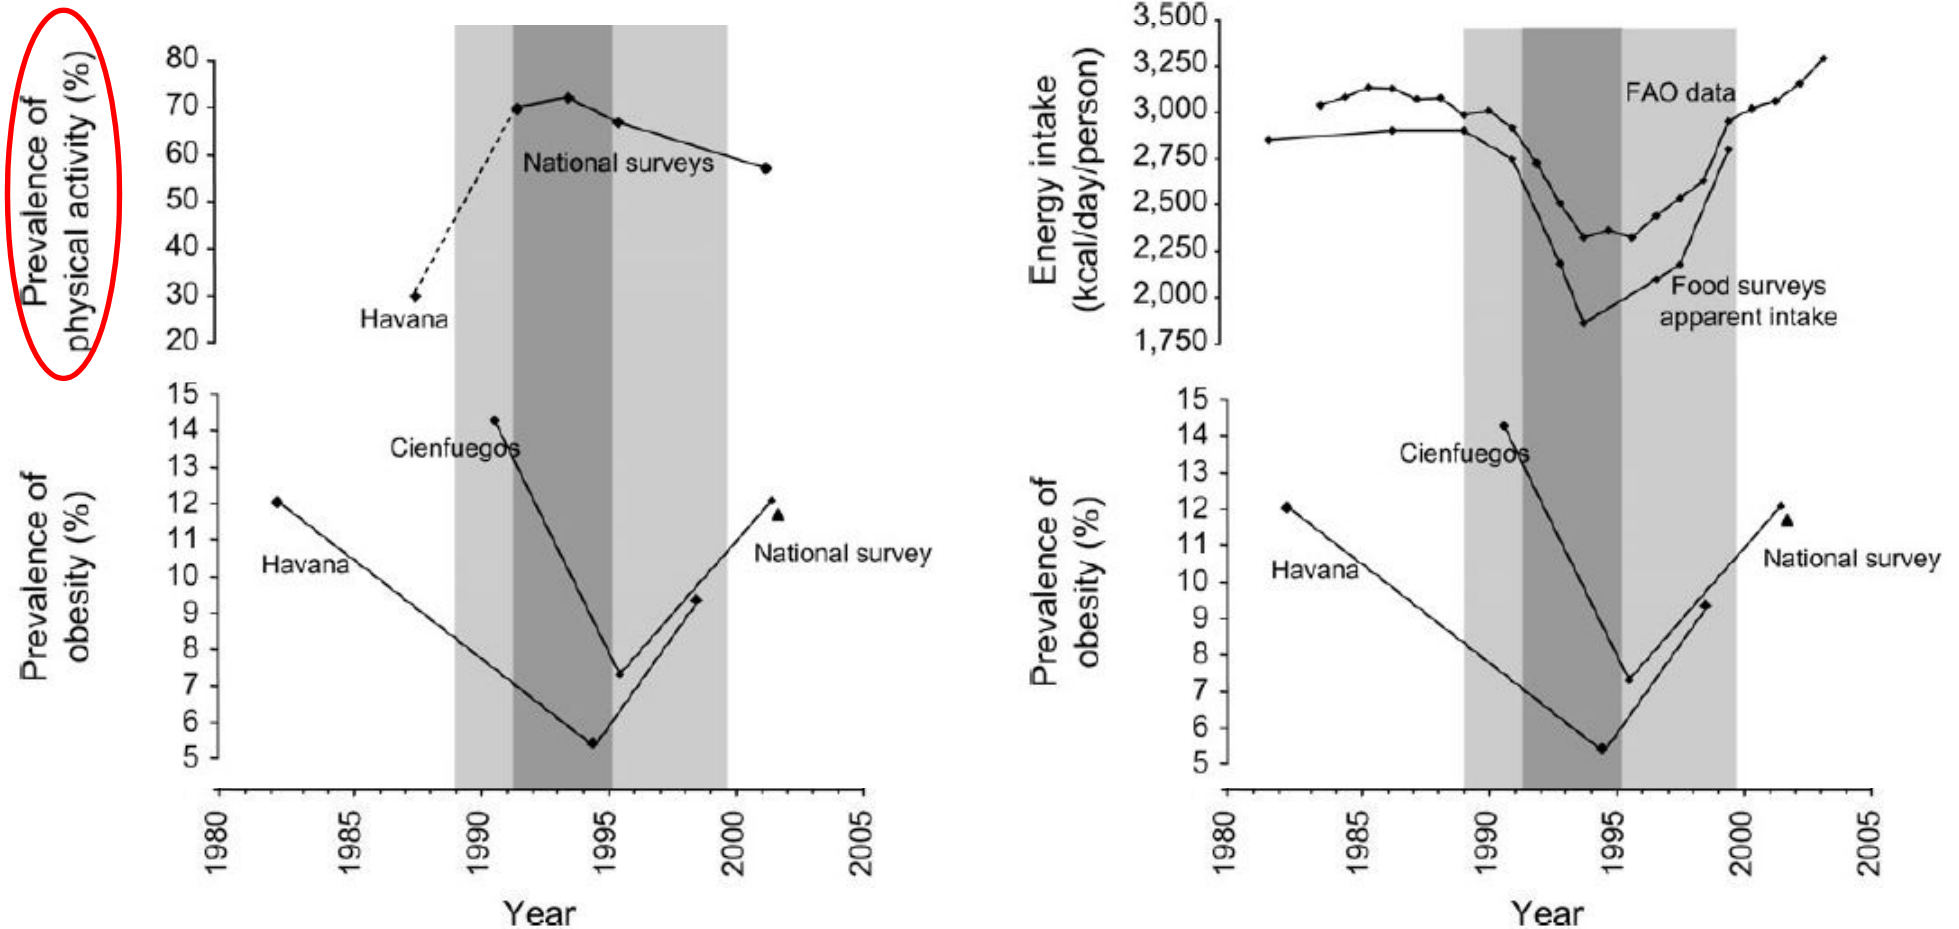 Prevalence of
physical activity (%)
80
70
60
50
40
30
20
National surveys
Havana
Prevalence of
obesity (%)
15
14
13
12
11
10
9
8
7
6
5
Cienfuegos
Havana
National survey
1980
1985
1990
1995
2000
2005
Year
Energy intake
(kcal/day/person)
3,500
3,250
3,000
2,750
2,500
2,250
2,000
1,750
FAO data
Food surveys
apparent intake
Prevalence of
obesity (%)
15
14
13
12
11
10
9
8
7
6
5
Cienfuegos
Havana
National survey
1980
1985
1990
1995
2000
2005
Year